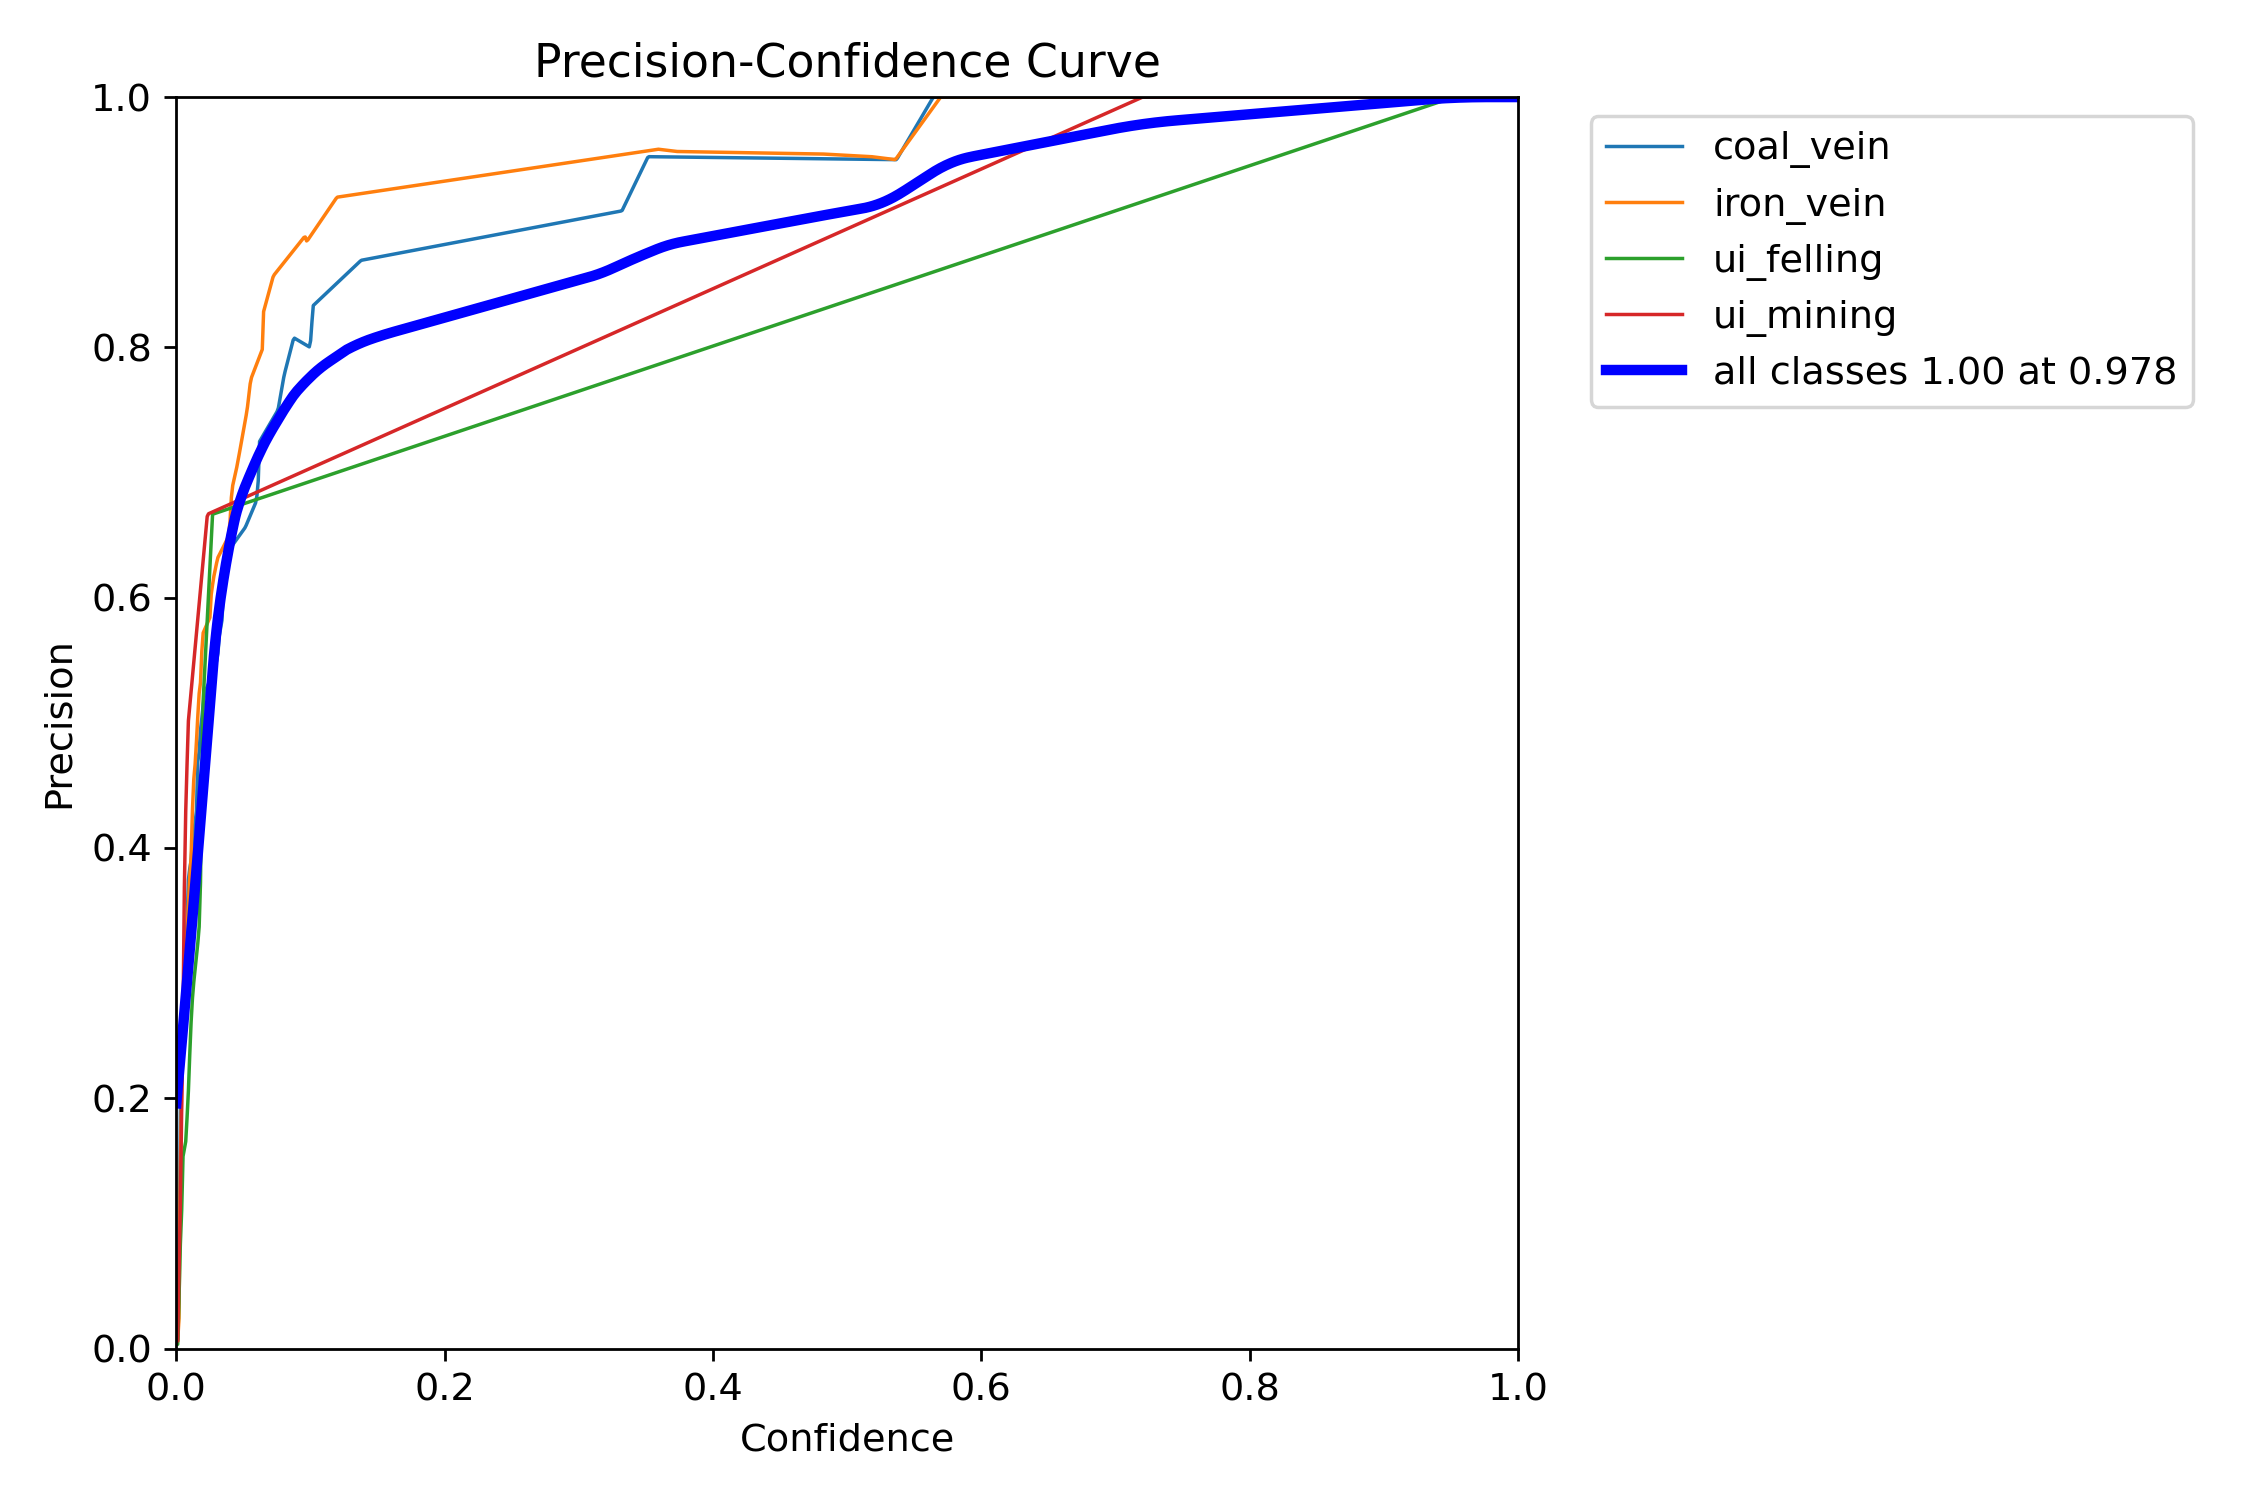 Precision-Confidence Curve
1.0
0.8
0.6
0.4
0.2
0.0
Precision
0.0 0.2 0.4 0.6 0.8 1.0
Confidence
coal_vein
iron_vein
ui_felling
ui_mining
all classes 1.00 at 0.978